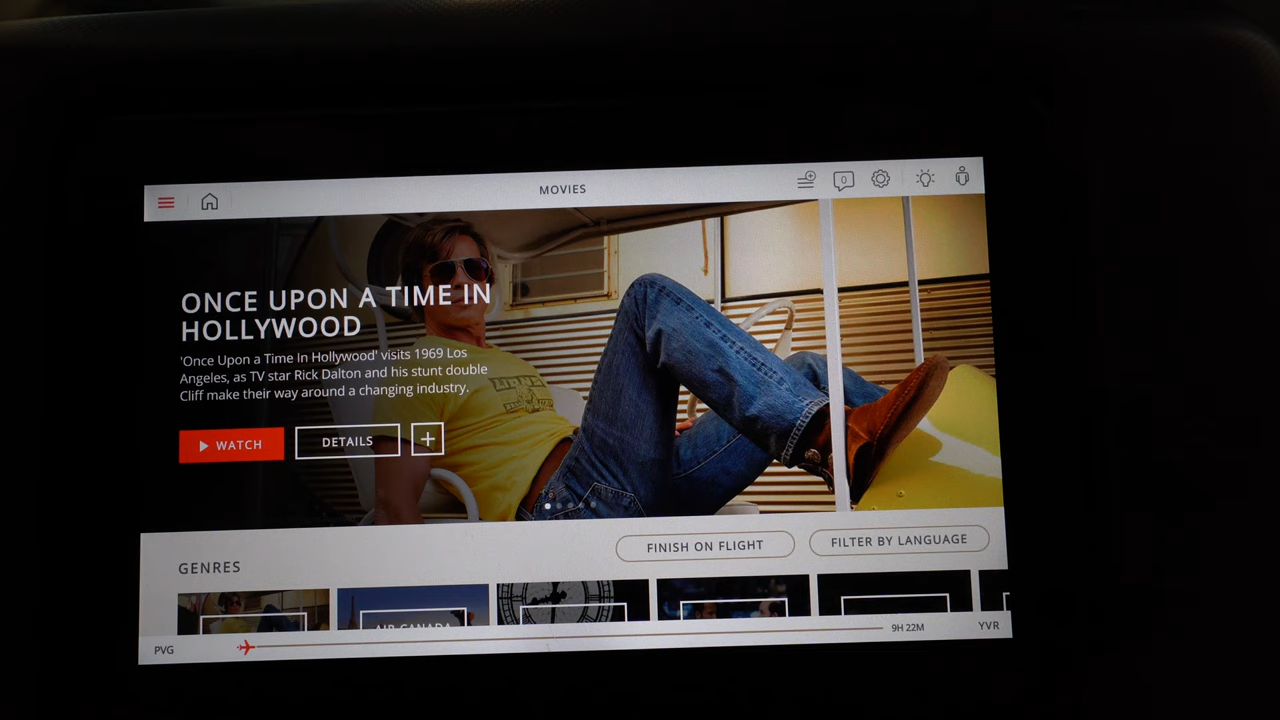 MOVIES
0
ONCE UPON A TIME IN
HOLLYWOOD
'Once Upon a Time In Hollywood' visits 1969 Los
Angeles, as TV star Rick Dalton and his stunt double
Cliff make their way around a changing industry.
WATCH
DETAILS
FINISH ON FLIGHT
FILTER BY LANGUAGE
GENRES
AIR CANADA
PVG
9H 22M
YVR